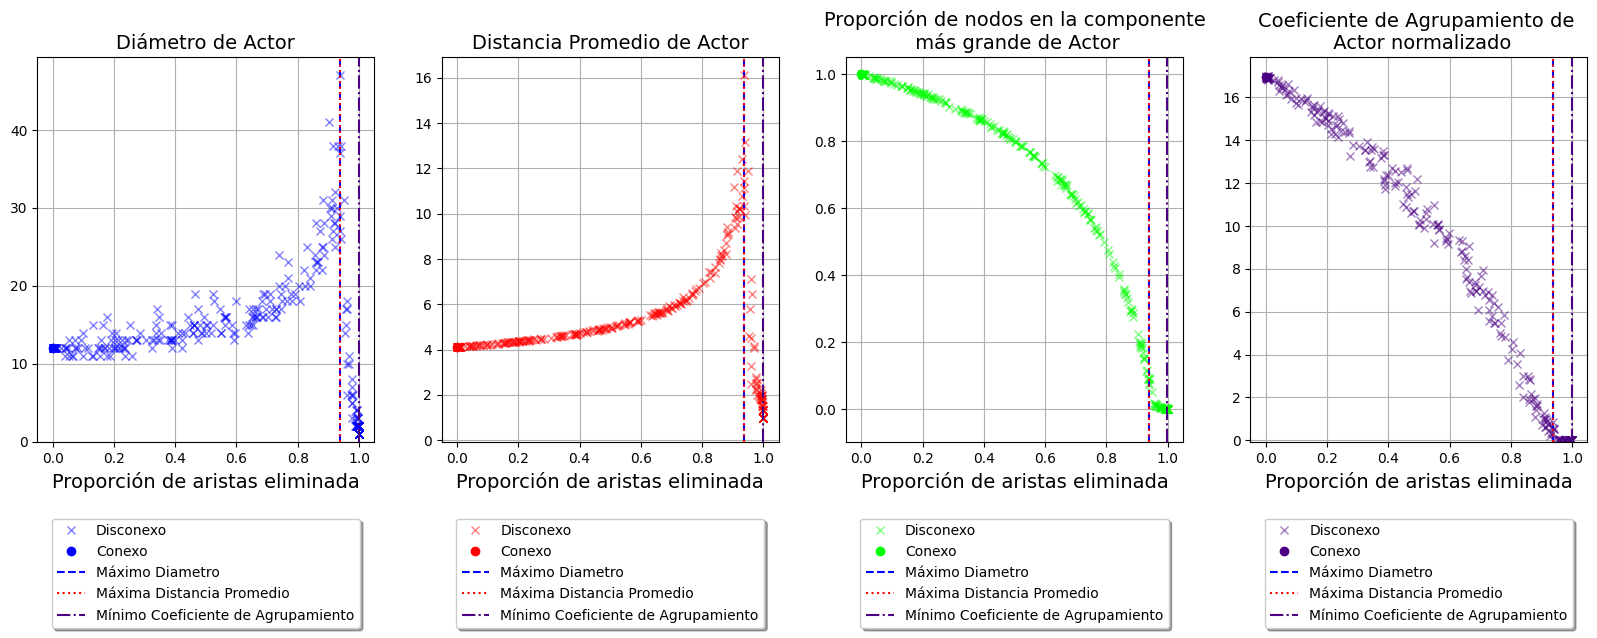 Diámetro de Actor
40
30
20
10
0
0.0 0.2 0.4 0.6 0.8 1.0
Proporción de aristas eliminada
Disconexo
Conexo
Máximo Diametro
Máxima Distancia Promedio
Mínimo Coeficiente de Agrupamiento
Distancia Promedio de Actor
16
14
12
10
8
6
4
2
0
0.0 0.2 0.4 0.6 0.8 1.0
Proporción de aristas eliminada
Disconexo
Conexo
Máximo Diametro
Máxima Distancia Promedio
Mínimo Coeficiente de Agrupamiento
Proporción de nodos en la componente
más grande de Actor
1.0
0.8
0.6
0.4
0.2
0.0
0.0 0.2 0.4 0.6 0.8 1.0
Proporción de aristas eliminada
Disconexo
Conexo
Máximo Diametro
Máxima Distancia Promedio
Mínimo Coeficiente de Agrupamiento
Coeficiente de Agrupamiento de
Actor normalizado
16
14
12
10
8
6
4
2
0
0.0 0.2 0.4 0.6 0.8 1.0
Proporción de aristas eliminada
Disconexo
Conexo
Máximo Diametro
Máxima Distancia Promedio
Mínimo Coeficiente de Agrupamiento